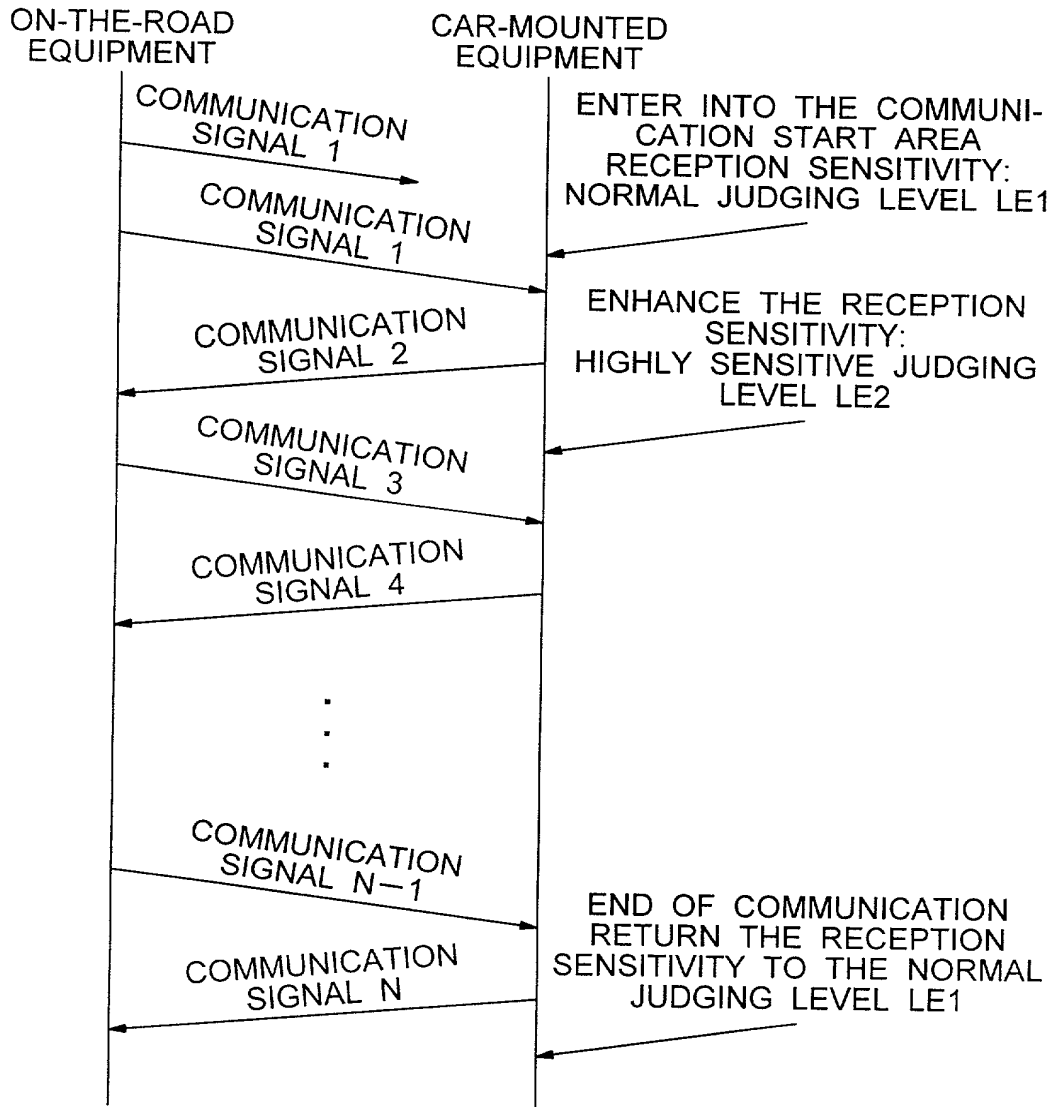 ON-THE-ROAD
EQUIPMENT
CAR-MOUNTED
EQUIPMENT
COMMUNICATION
SIGNAL 1
ENTER INTO THE COMMUNI-
CATION START AREA
RECEPTION SENSITIVITY:
NORMAL JUDGING LEVEL LE1
COMMUNICATION
SIGNAL 1
COMMUNICATION
SIGNAL 2
ENHANCE THE RECEPTION
SENSITIVITY:
HIGHLY SENSITIVE JUDGING
LEVEL LE2
COMMUNICATION
SIGNAL 3
COMMUNICATION
SIGNAL 4
COMMUNICATION
SIGNAL N-1
COMMUNICATION
SIGNAL N
END OF COMMUNICATION
RETURN THE RECEPTION
SENSITIVITY TO THE NORMAL
JUDGING LEVEL LE1